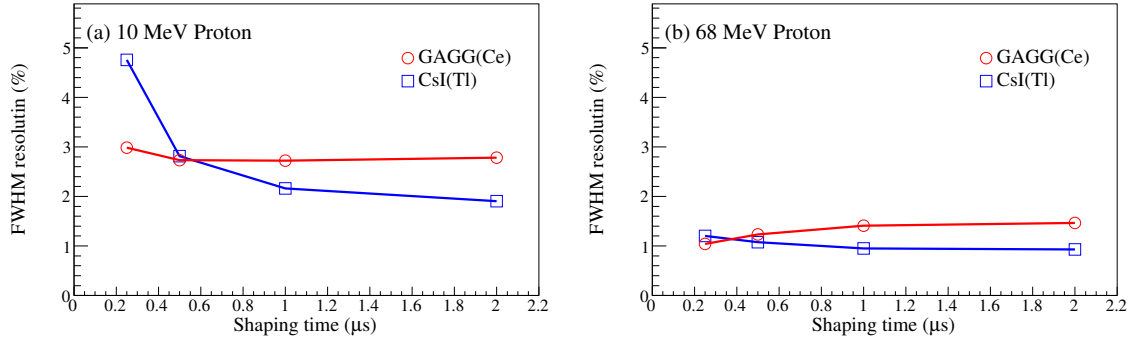 (a) 10 MeV Proton
GAGG(Ce)
CsI(Tl)
FWHM resolutin (%)
5
4
3
2
1
0
0 0.2 0.4 0.6 0.8 1 1.2 1.4 1.6 1.8 2 2.2
Shaping time (μs)
(b) 68 MeV Proton
GAGG(Ce)
CsI(Tl)
FWHM resolutin (%)
5
4
3
2
1
0
0 0.2 0.4 0.6 0.8 1 1.2 1.4 1.6 1.8 2 2.2
Shaping time (μs)